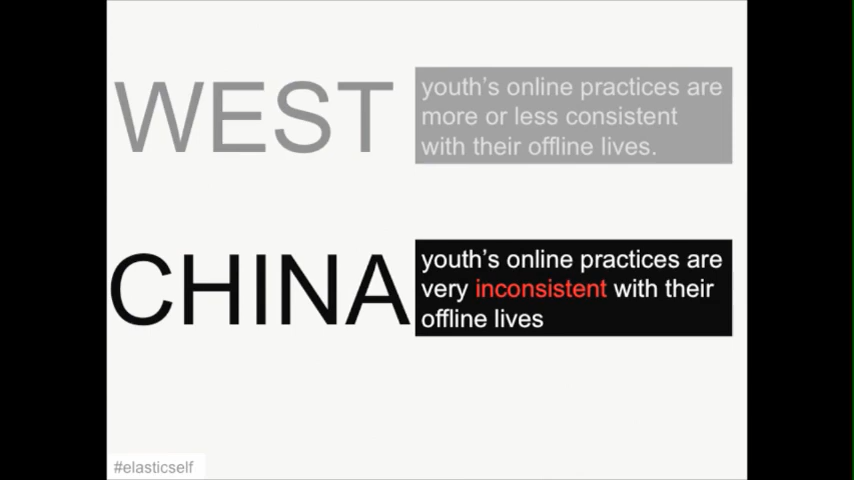 WEST
youth's online practices are
more or less consistent
with their offline lives.
CHINA
youth's online practices are
very inconsistent with their
offline lives
#elasticself